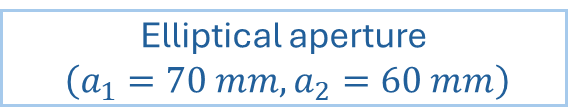 Elliptical aperture
(a₁ = 70 mm, a₂ = 60 mm)